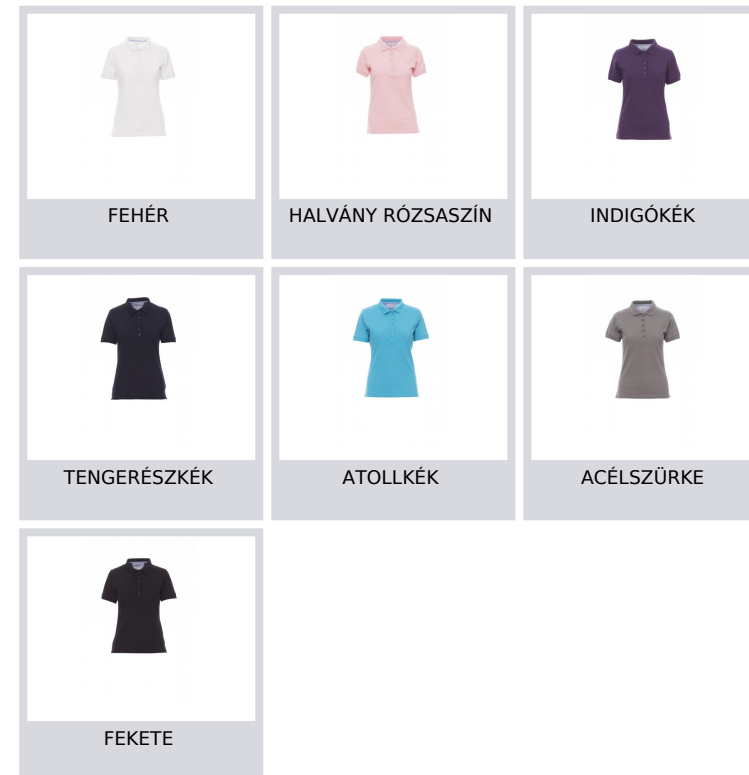 FEHÉR
HALVÁNY RÓZSASZÍN
INDIGÓKÉK
TENGERÉSZKÉK
ATOLLKÉK
ACÉLSZÜRKE
FEKETE